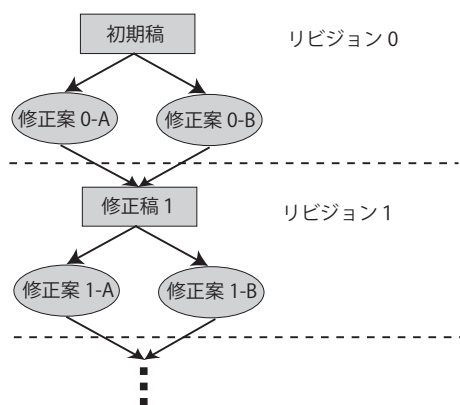 初期稿
リビジョン 0
修正案 0-A
修正案 0-B
修正稿 1
リビジョン 1
修正案 1-A
修正案 1-B